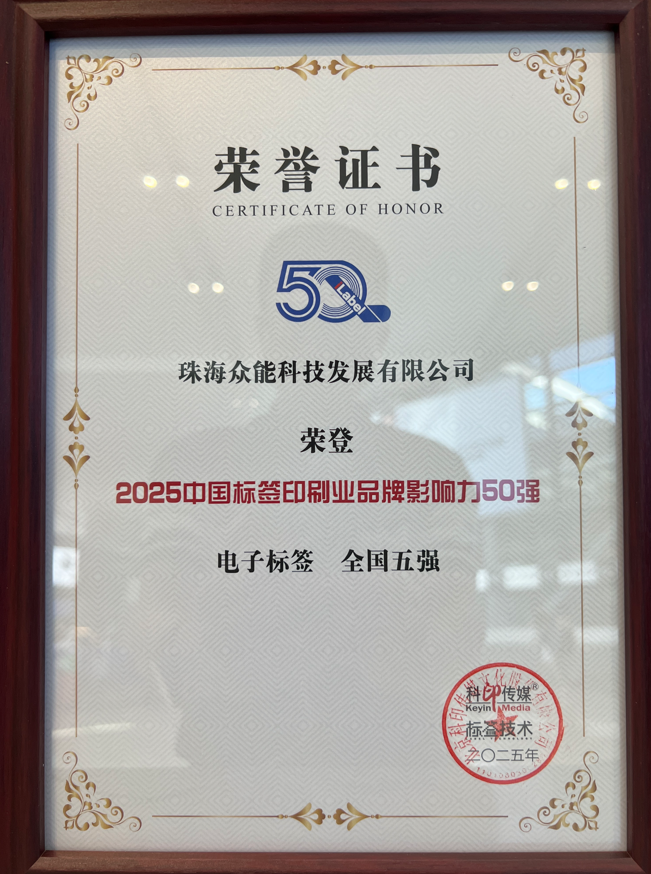 荣誉证书
CERTIFICATE OF HONOR
50
Label
珠海众能科技发展有限公司
荣登
2025中国标签印刷业品牌影响力50强
电子标签 全国五强
科印传媒®
Keyin Media
标签技术
二〇二五年